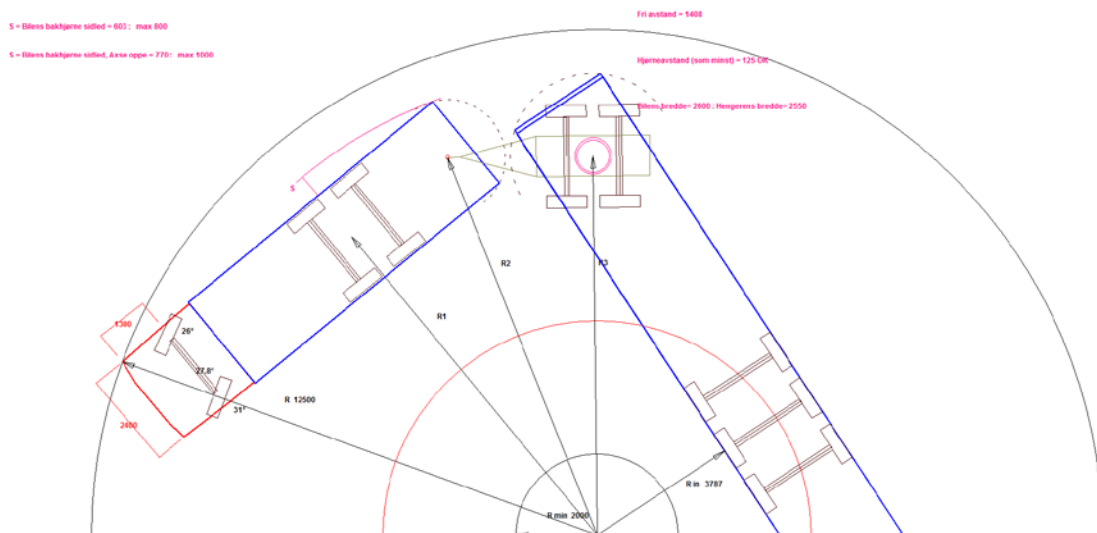 S = Bilens bakhjørne sidled = 603 : max 800
S = Bilens bakhjørne sidled, Axse oppe = 770 : max 1000
Fri avstand = 1408
Hjørneavstand (som minst) = 125 OK
Bilens bredde= 2600 ; Hengerens bredde= 2550
S
R2
R3
R1
1380
26°
27,8°
31°
R 12500
2600
R in 3787
R min 2000